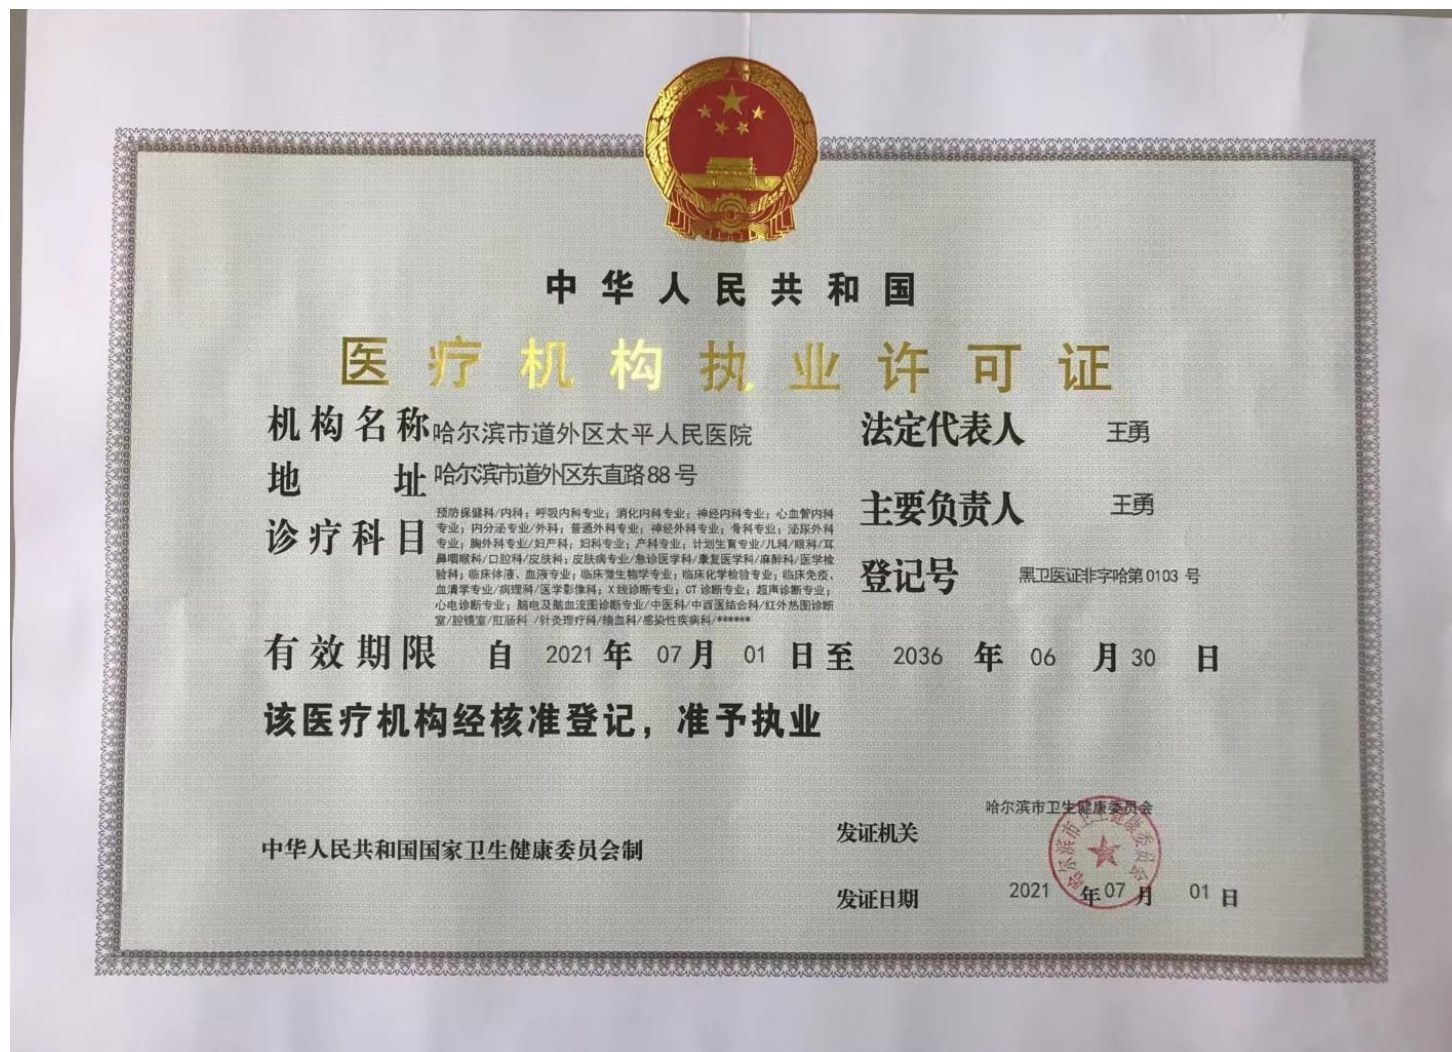 中华人民共和国
医疗机构执业许可证
机构名称 哈尔滨市道外区太平人民医院
法定代表人 王勇
地址 哈尔滨市道外区东直路88号
主要负责人 王勇
诊疗科目
预防保健科/内科；呼吸内科专业；消化内科专业；神经内科专业；心血管内科
专业；内分泌专业/外科；普通外科专业；神经外科专业；骨科专业；泌尿外科
专业；胸外科专业/妇产科；妇科专业；产科专业；计划生育专业/儿科/眼科/耳
鼻咽喉科/口腔科/皮肤科；皮肤病专业/急诊医学科/康复医学科/麻醉科/医学检
验科；临床体液、血液专业；临床微生物学专业；临床化学检验专业；临床免疫、
血清学专业/病理科/医学影像科；X线诊断专业；CT诊断专业；超声诊断专业；
心电诊断专业；脑电及脑血流图诊断专业/中医科/中西医结合科/红外热图诊断
室/腔镜室/肛肠科 /针灸理疗科/输血科/感染性疾病科/******
登记号 黑卫医证非字哈第0103号
有效期限 自 2021 年 07 月 01 日至 2036 年 06 月 30 日
该医疗机构经核准登记，准予执业
中华人民共和国国家卫生健康委员会制
发证机关 哈尔滨市卫生健康委员会
哈尔滨市卫生健康委员会
发证日期 2021 年 07 月 01 日